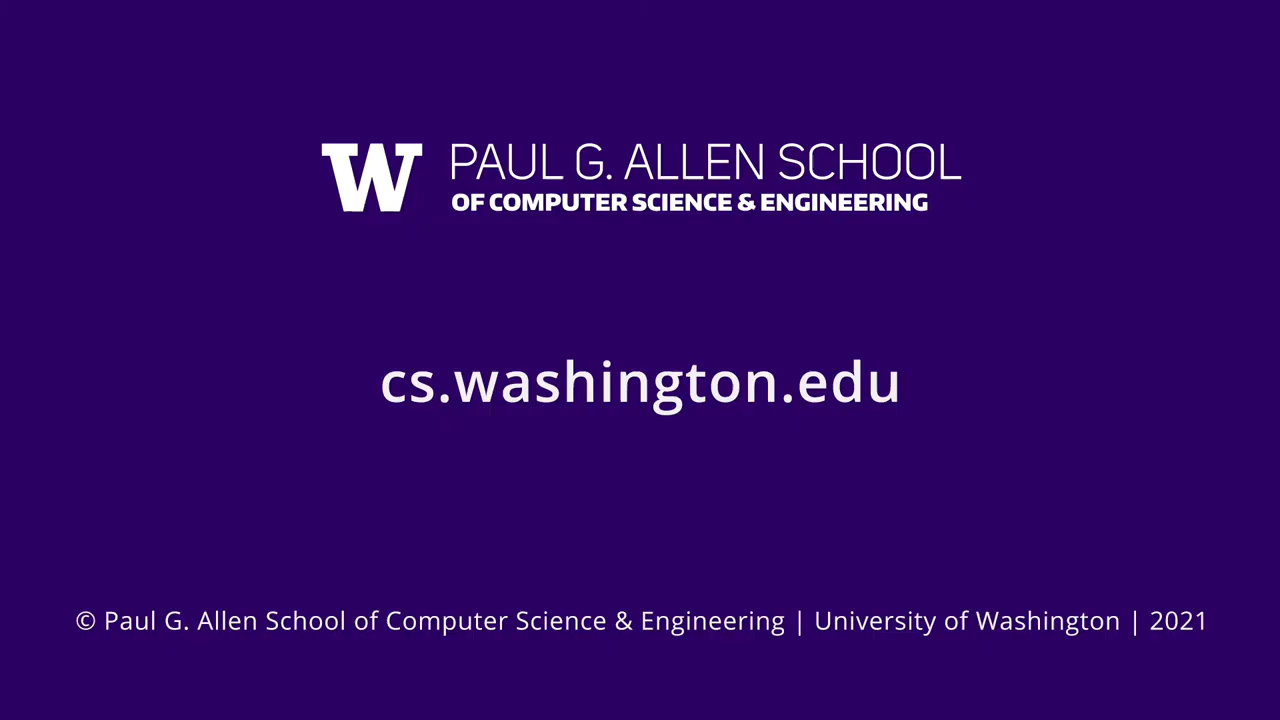 W PAUL G. ALLEN SCHOOL
OF COMPUTER SCIENCE & ENGINEERING
cs.washington.edu
© Paul G. Allen School of Computer Science & Engineering | University of Washington | 2021